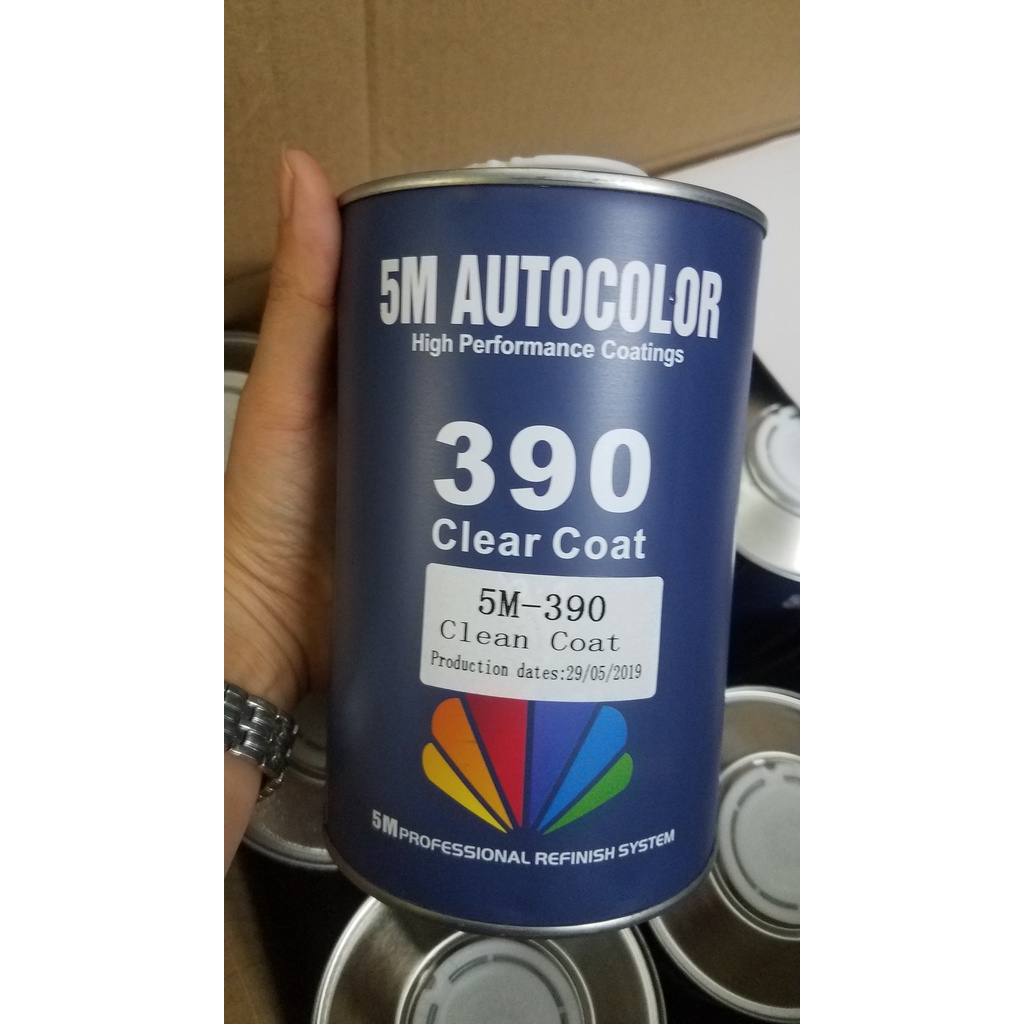 5M AUTOCOLOR
High Performance Coatings
390
Clear Coat
5M-390
Clean Coat
Production dates:29/05/2019
5M PROFESSIONAL REFINISH SYSTEM